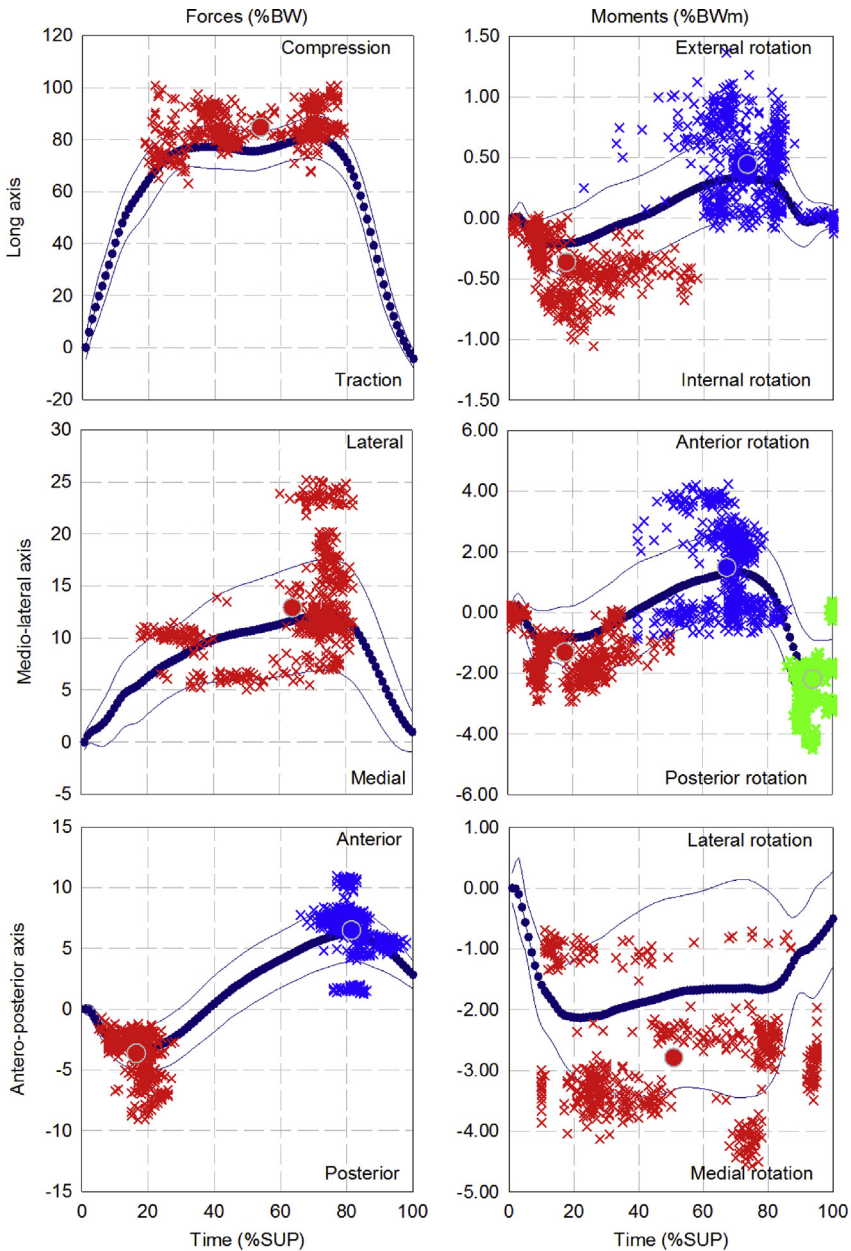 Forces (%BW)
Moments (%BWm)
Long axis
120
100
80
60
40
20
0
-20
Compression
Traction
1.50
1.00
0.50
0.00
-0.50
-1.00
-1.50
External rotation
Internal rotation
Medio-lateral axis
30
25
20
15
10
5
0
-5
Lateral
Medial
6.00
4.00
2.00
0.00
-2.00
-4.00
-6.00
Anterior rotation
Posterior rotation
Antero-posterior axis
15
10
5
0
-5
-10
-15
Anterior
Posterior
0 20 40 60 80 100
Time (%SUP)
1.00
0.00
-1.00
-2.00
-3.00
-4.00
-5.00
Lateral rotation
Medial rotation
0 20 40 60 80 100
Time (%SUP)